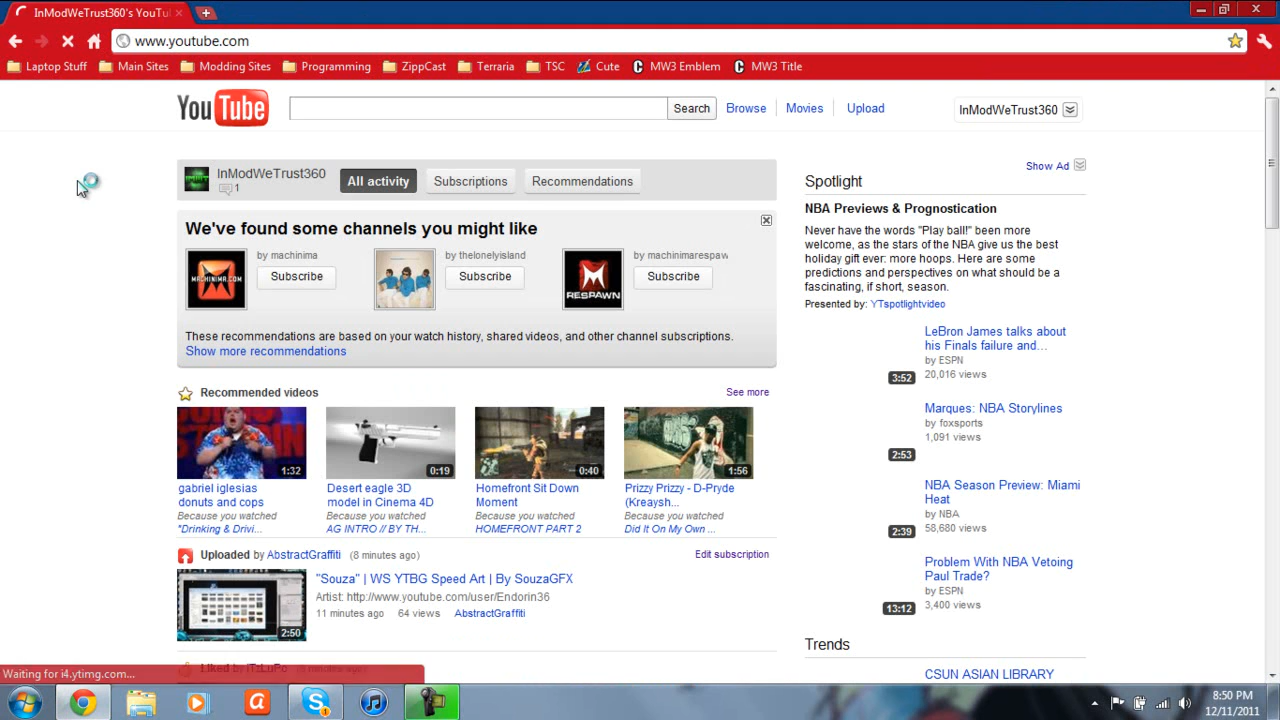 InModWeTrust360's YouTu
www.youtube.com
Laptop Stuff Main Sites Modding Sites Programming ZippCast Terraria TSC Cute MW3 Emblem MW3 Title
YouTube Search Browse Movies Upload InModWeTrust360
InModWeTrust360
1
All activity Subscriptions Recommendations
We've found some channels you might like
by machinima
Subscribe
MACHINIMA.COM
by thelonelyisland
Subscribe
by machinimarespaw
Subscribe
RESPAWN
These recommendations are based on your watch history, shared videos, and other channel subscriptions.
Show more recommendations
Recommended videos See more
1:32
gabriel iglesias
donuts and cops
Because you watched
"Drinking & Drivi...
0:19
Desert eagle 3D
model in Cinema 4D
Because you watched
AG INTRO // BY TH...
0:40
Homefront Sit Down
Moment
Because you watched
HOMEFRONT PART 2
1:56
Prizzy Prizzy - D-Pryde
(Kreaysh...
Because you watched
Did It On My Own ...
Uploaded by AbstractGraffiti (8 minutes ago) Edit subscription
2:50
"Souza" | WS YTBG Speed Art | By SouzaGFX
Artist: http://www.youtube.com/user/Endorin36
11 minutes ago 64 views AbstractGraffiti
Show Ad
Spotlight
NBA Previews & Prognostication
Never have the words "Play ball!" been more
welcome, as the stars of the NBA give us the best
holiday gift ever: more hoops. Here are some
predictions and perspectives on what should be a
fascinating, if short, season.
Presented by: YTspotlightvideo
LeBron James talks about
his Finals failure and...
by ESPN
20,016 views
3:52
Marques: NBA Storylines
by foxsports
1,091 views
2:53
NBA Season Preview: Miami
Heat
by NBA
58,680 views
2:39
Problem With NBA Vetoing
Paul Trade?
by ESPN
3,400 views
13:12
Trends
CSUN ASIAN LIBRARY
Waiting for i4.ytimg.com...
8:50 PM
12/11/2011